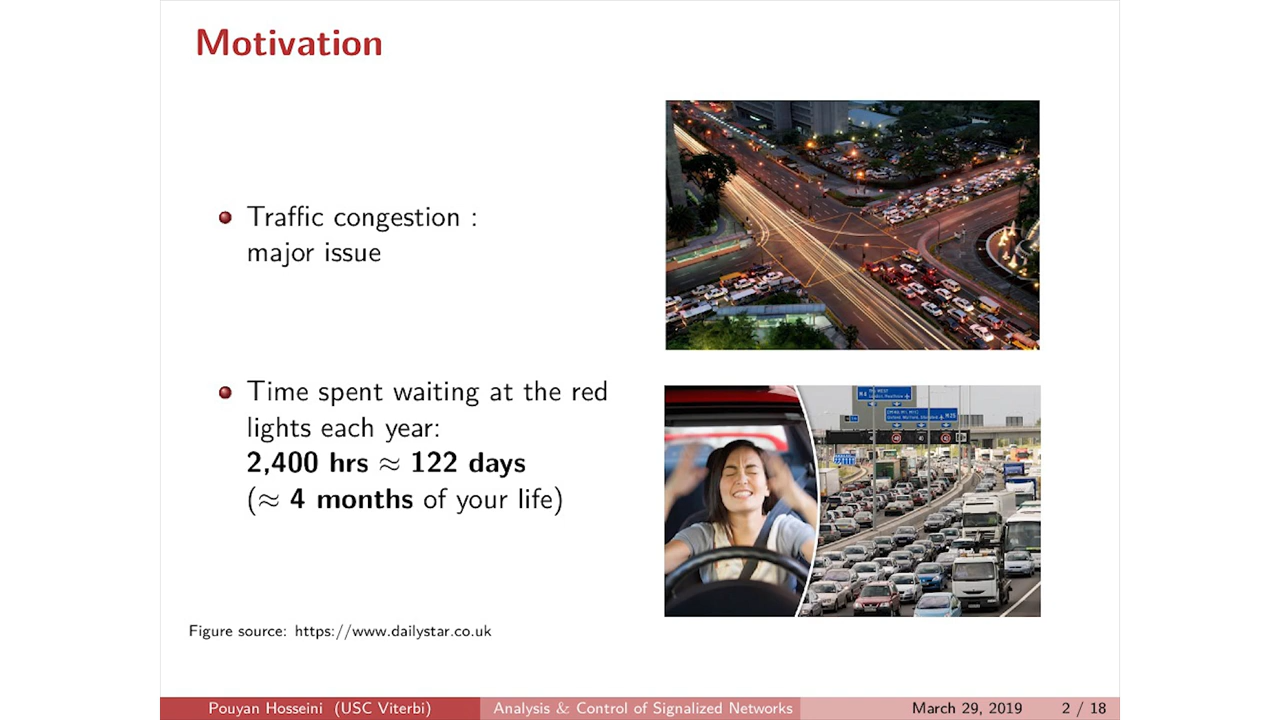 Motivation
Traffic congestion :
major issue
Time spent waiting at the red
lights each year:
2,400 hrs ≈ 122 days
(≈ 4 months of your life)
Figure source: https://www.dailystar.co.uk
Pouyan Hosseini (USC Viterbi) Analysis & Control of Signalized Networks March 29, 2019 2 / 18